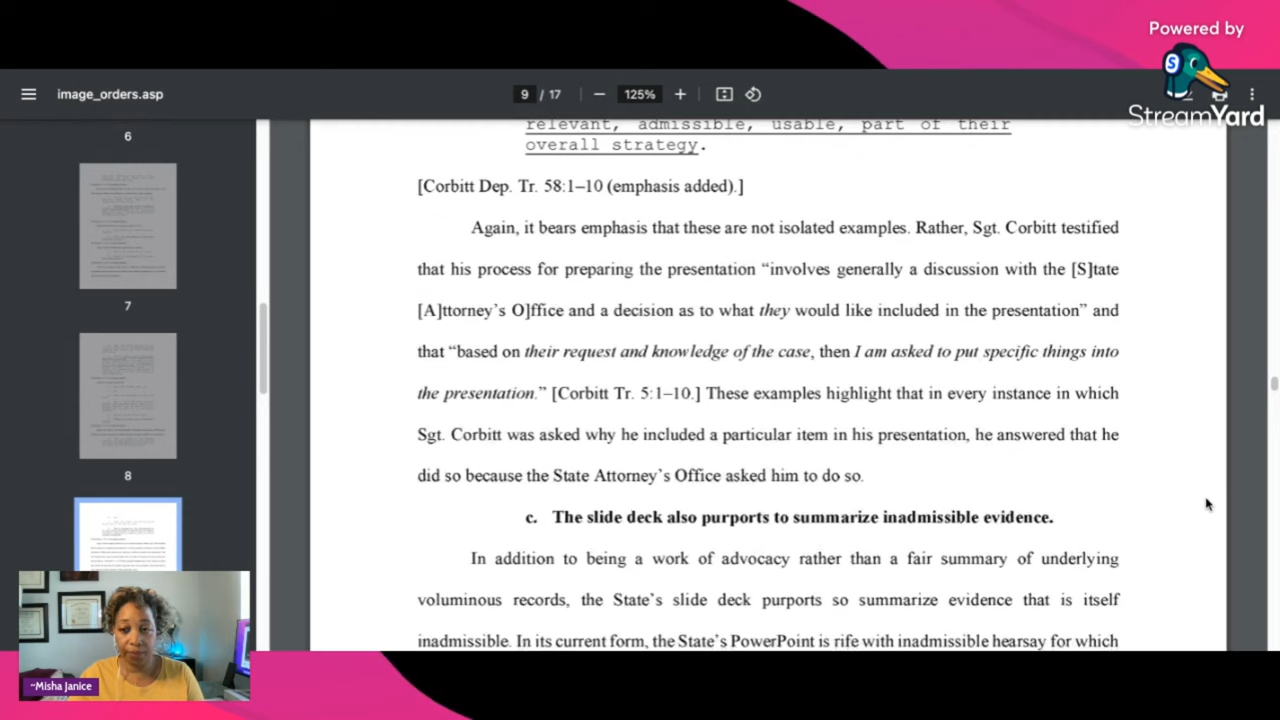 Powered by
StreamYard
image_orders.asp
9 / 17
125%
6
7
8
relevant, admissible, usable, part of their
overall strategy.
[Corbitt Dep. Tr. 58:1–10 (emphasis added).]
Again, it bears emphasis that these are not isolated examples. Rather, Sgt. Corbitt testified
that his process for preparing the presentation “involves generally a discussion with the [S]tate
[A]ttorney’s O]ffice and a decision as to what they would like included in the presentation” and
that “based on their request and knowledge of the case, then I am asked to put specific things into
the presentation.” [Corbitt Tr. 5:1–10.] These examples highlight that in every instance in which
Sgt. Corbitt was asked why he included a particular item in his presentation, he answered that he
did so because the State Attorney’s Office asked him to do so.
c. The slide deck also purports to summarize inadmissible evidence.
In addition to being a work of advocacy rather than a fair summary of underlying
voluminous records, the State’s slide deck purports so summarize evidence that is itself
inadmissible. In its current form, the State’s PowerPoint is rife with inadmissible hearsay for which
~Misha Janice